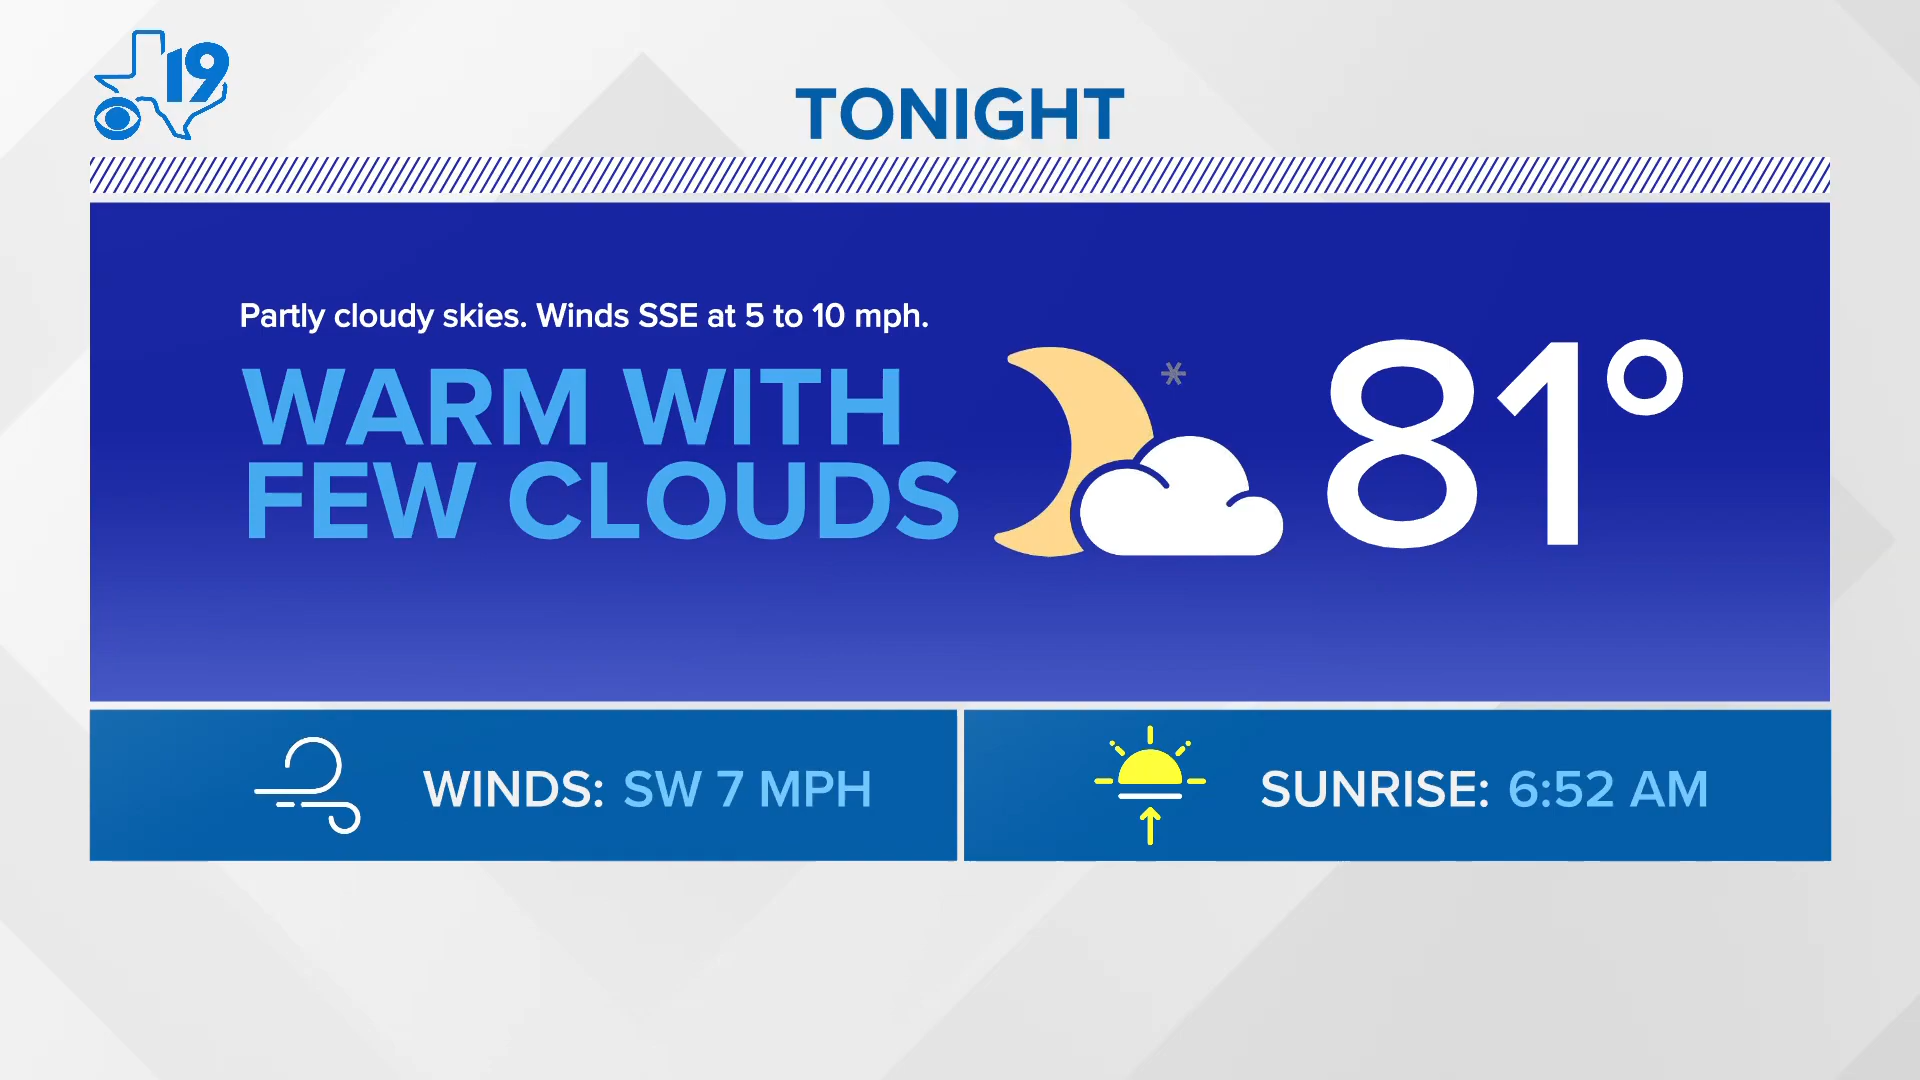 19
TONIGHT
Partly cloudy skies. Winds SSE at 5 to 10 mph.
WARM WITH
FEW CLOUDS
81°
WINDS: SW 7 MPH
SUNRISE: 6:52 AM